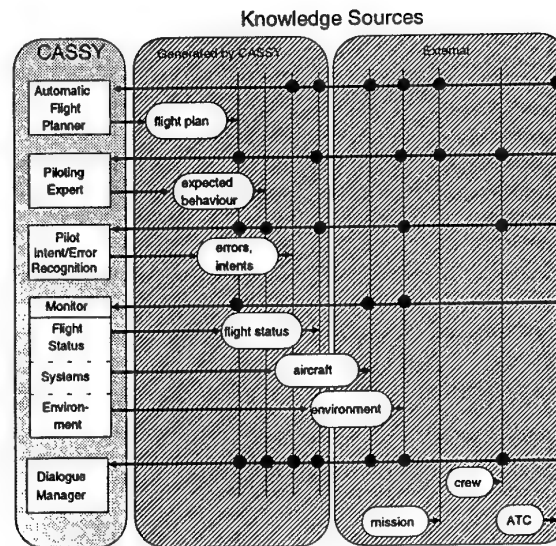 Knowledge Sources
CASSY
Generated by CASSY
External
Automatic
Flight
Planner
flight plan
Piloting
Expert
expected
behaviour
Pilot
Intent/Error
Recognition
errors,
intents
Monitor
Flight
Status
flight status
Systems
aircraft
Environ-
ment
environment
Dialogue
Manager
crew
mission
ATC